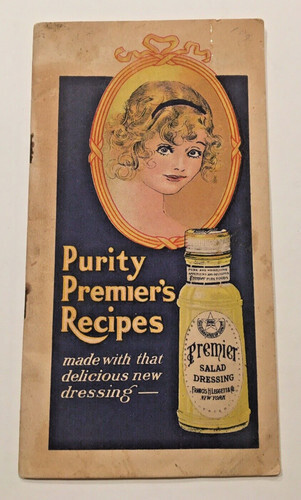 Purity
Premier's
Recipes
made with that
delicious new
dressing —
Premier
SALAD
DRESSING
FRANCIS H. LEGGETT & CO.
NEW YORK